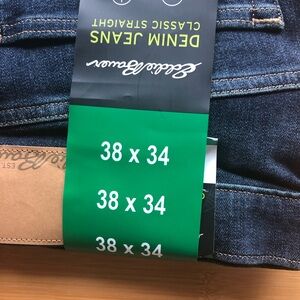 Eddie Bauer
DENIM JEANS
CLASSIC STRAIGHT
38 x 34
38 x 34
38 x 34